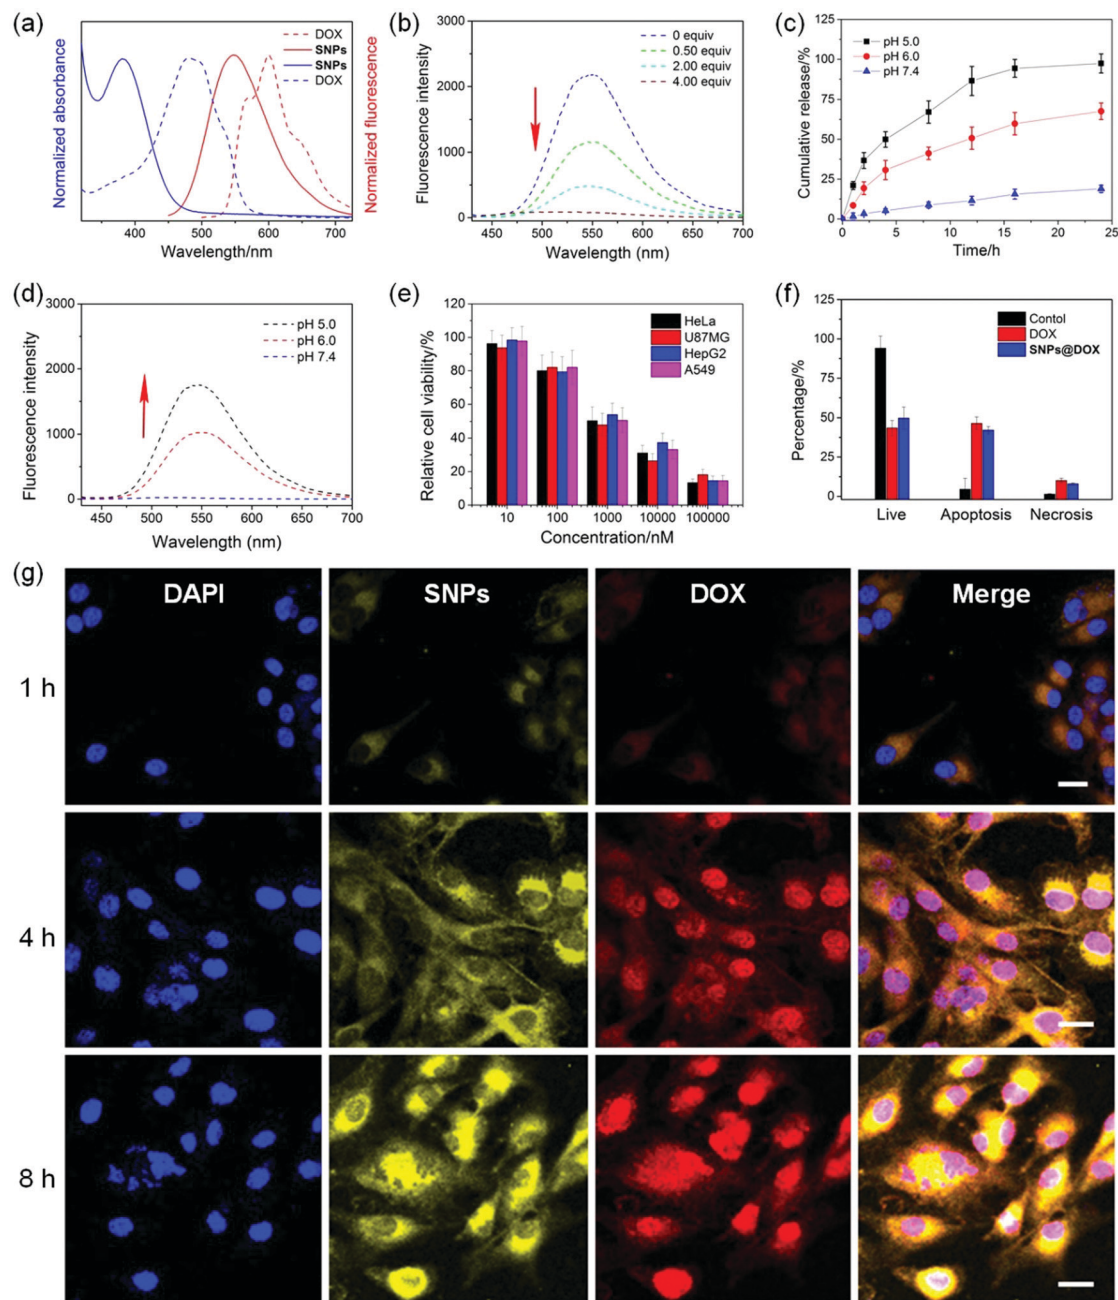 (a)
DOX
SNPs
SNPs
DOX
Normalized absorbance
Normalized fluorescence
400
500
600
700
Wavelength/nm
(b)
3000
2000
1000
0
0 equiv
0.50 equiv
2.00 equiv
4.00 equiv
Fluorescence intensity
450
500
550
600
650
700
Wavelength (nm)
(c)
125
100
75
50
25
0
pH 5.0
pH 6.0
pH 7.4
Cumulative release/%
0
5
10
15
20
25
Time/h
(d)
3000
2000
1000
0
pH 5.0
pH 6.0
pH 7.4
Fluorescence intensity
450
500
550
600
650
700
Wavelength (nm)
(e)
120
100
80
60
40
20
0
HeLa
U87MG
HepG2
A549
Relative cell viability/%
10
100
1000
10000
100000
Concentration/nM
(f)
125
100
75
50
25
0
Contol
DOX
SNPs@DOX
Percentage/%
Live
Apoptosis
Necrosis
(g)
DAPI
SNPs
DOX
Merge
1 h
4 h
8 h